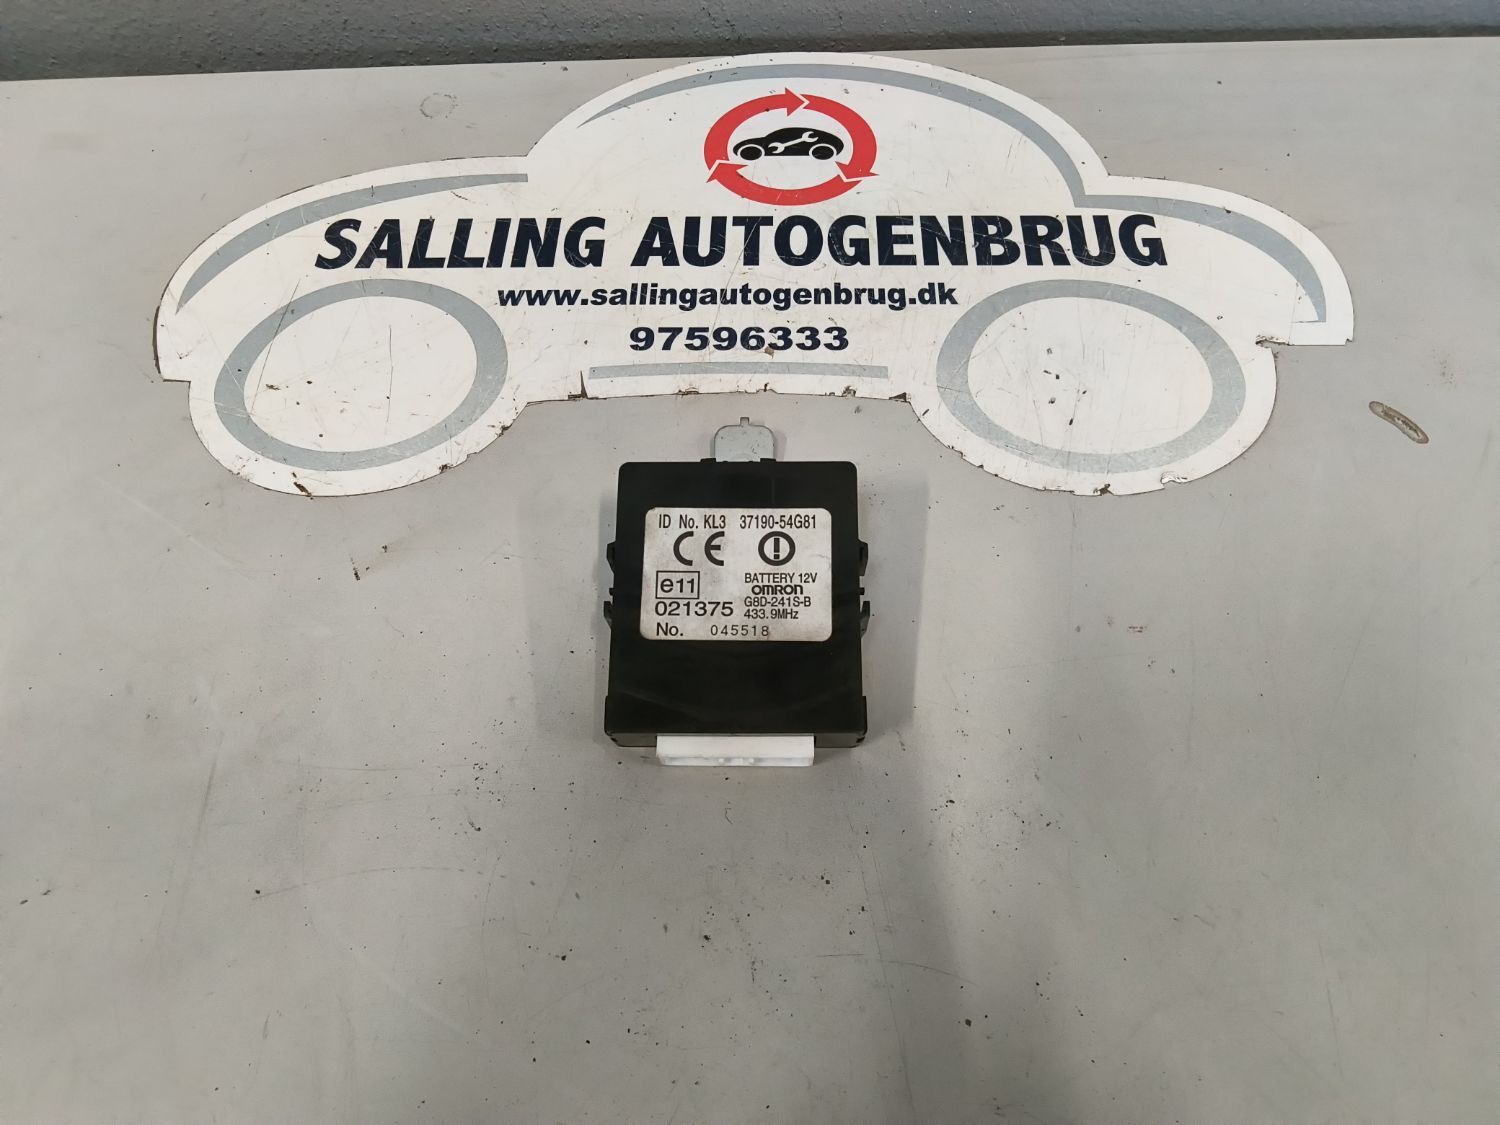 SALLING AUTOGENBRUG
www.sallingautogenbrug.dk
97596333
ID No. KL3 37190-54G81
CE
e11
BATTERY 12V
OMRON
021375
G8D-241S-B
433.9MHz
No. 045518